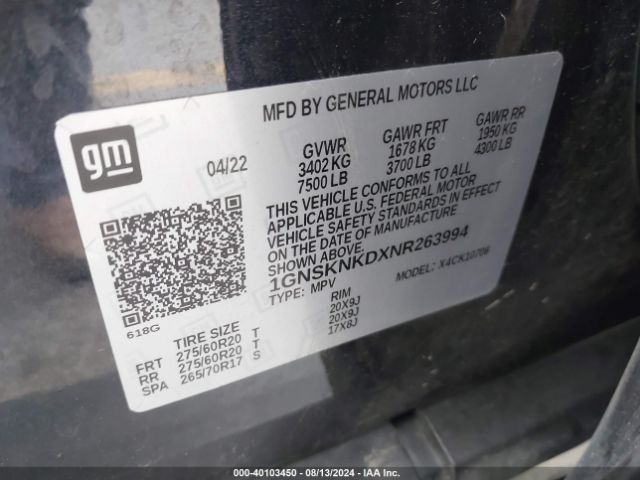 MFD BY GENERAL MOTORS LLC
gm
04/22
GVWR
3402 KG
7500 LB
GAWR FRT
1678 KG
3700 LB
GAWR RR
1950 KG
4300 LB
THIS VEHICLE CONFORMS TO ALL
APPLICABLE U.S. FEDERAL MOTOR
VEHICLE SAFETY STANDARDS IN EFFECT
ON THE DATE OF MANUFACTURE
SHOWN ABOVE.
1GNSKNKDXNR263994
TYPE: MPV
MODEL: X4CK10706
618G
TIRE SIZE
RIM
FRT 275/60R20 T 20X9J
RR 275/60R20 T 20X9J
SPA 265/70R17 S 17X8J
000-40103450 - 08/13/2024 - IAA Inc.